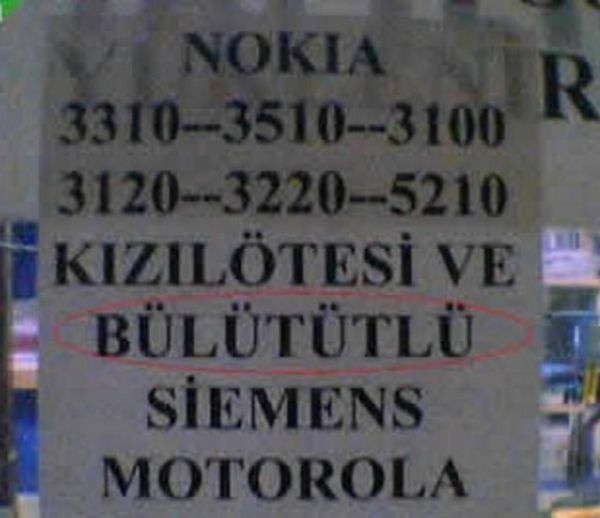 NOKIA
3310--3510--3100
3120--3220--5210
KIZILÖTESİ VE
BÜLÜTÜTLÜ
SİEMENS
MOTOROLA